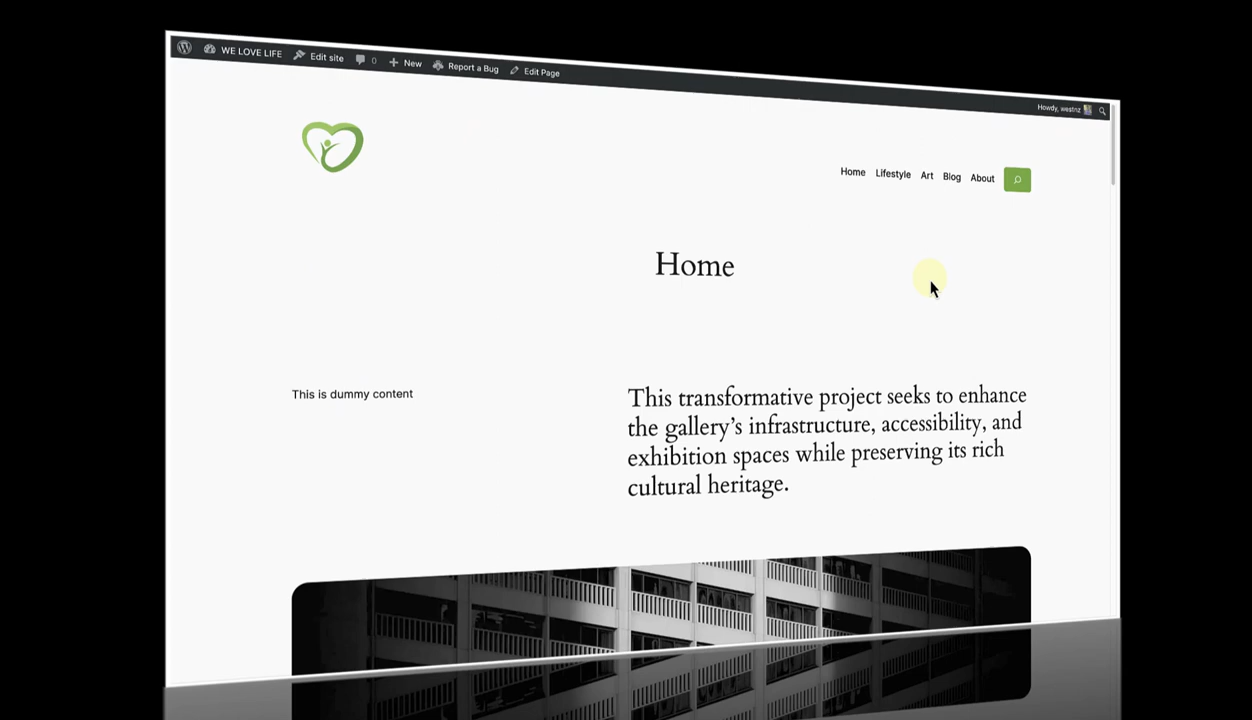 WE LOVE LIFE Edit site 0 New Report a Bug Edit Page Howdy, westnz
Home Lifestyle Art Blog About
Home
This is dummy content
This transformative project seeks to enhance
the gallery’s infrastructure, accessibility, and
exhibition spaces while preserving its rich
cultural heritage.